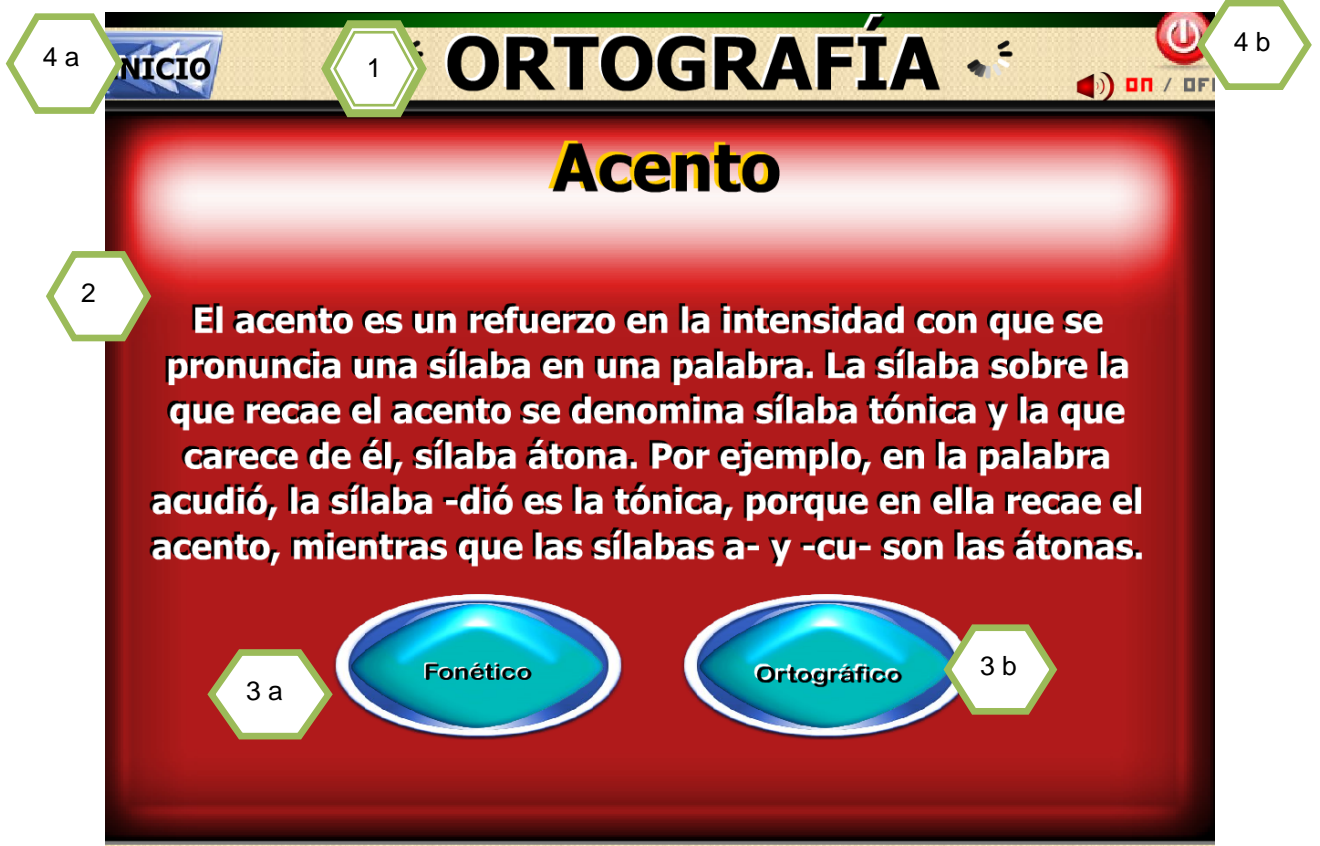 4 a
INICIO
1
ORTOGRAFÍA
4 b
on / OFF
Acento
2
El acento es un refuerzo en la intensidad con que se
pronuncia una sílaba en una palabra. La sílaba sobre la
que recae el acento se denomina sílaba tónica y la que
carece de él, sílaba átona. Por ejemplo, en la palabra
acudió, la sílaba -dió es la tónica, porque en ella recae el
acento, mientras que las sílabas a- y -cu- son las átonas.
3 a
Fonético
Ortográfico
3 b